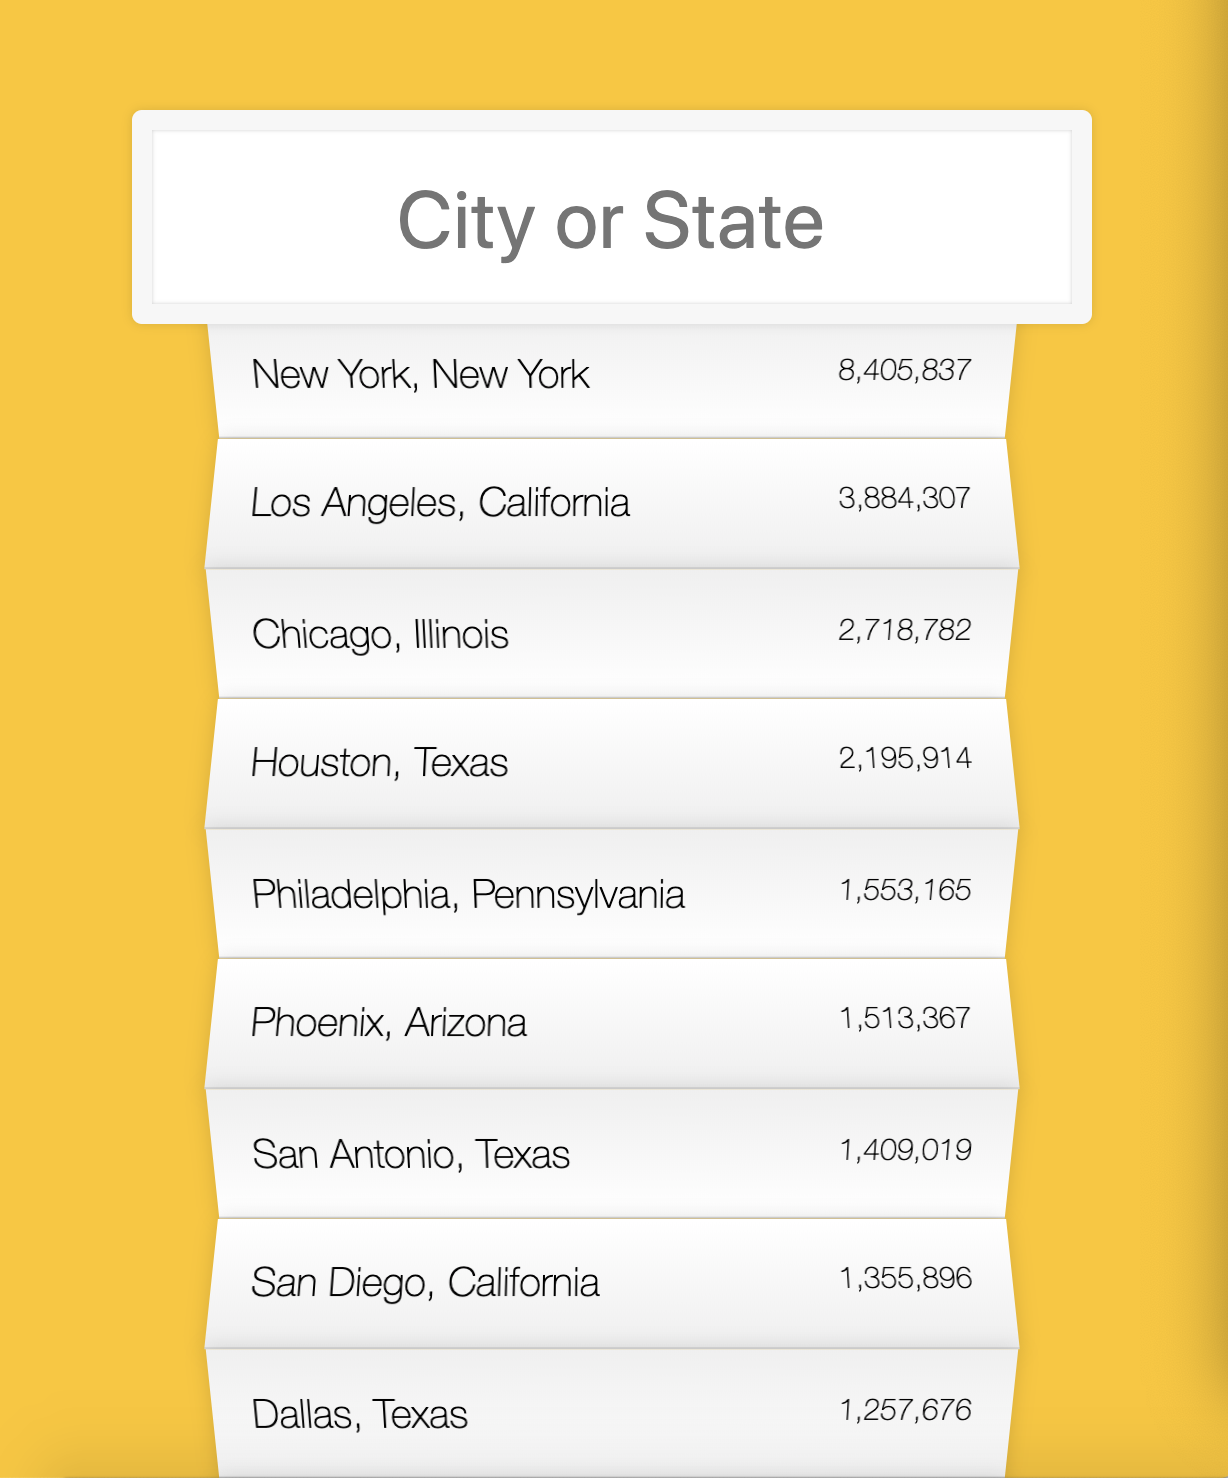 City or State
New York, New York 8,405,837
Los Angeles, California 3,884,307
Chicago, Illinois 2,718,782
Houston, Texas 2,195,914
Philadelphia, Pennsylvania 1,553,165
Phoenix, Arizona 1,513,367
San Antonio, Texas 1,409,019
San Diego, California 1,355,896
Dallas, Texas 1,257,676